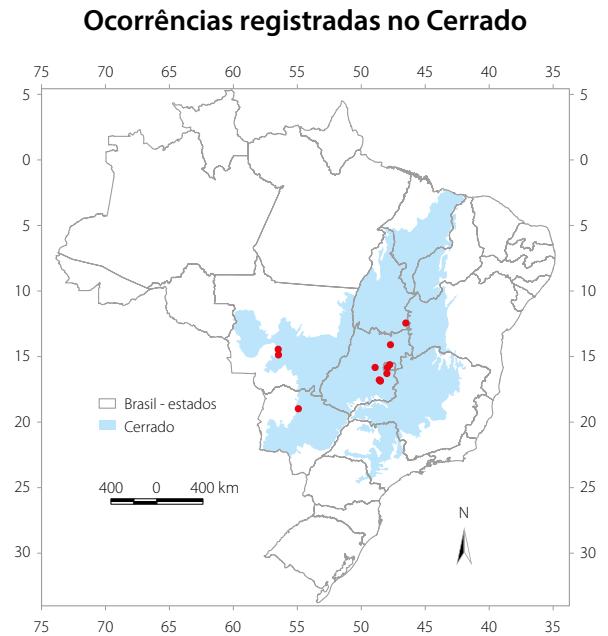 Ocorrências registradas no Cerrado
75 70 65 60 55 50 45 40 35
5 5
0 0
5 5
10 10
15 15
Brasil - estados
20 20
Cerrado
400 0 400 km
25 25
N
30 30
75 70 65 60 55 50 45 40 35